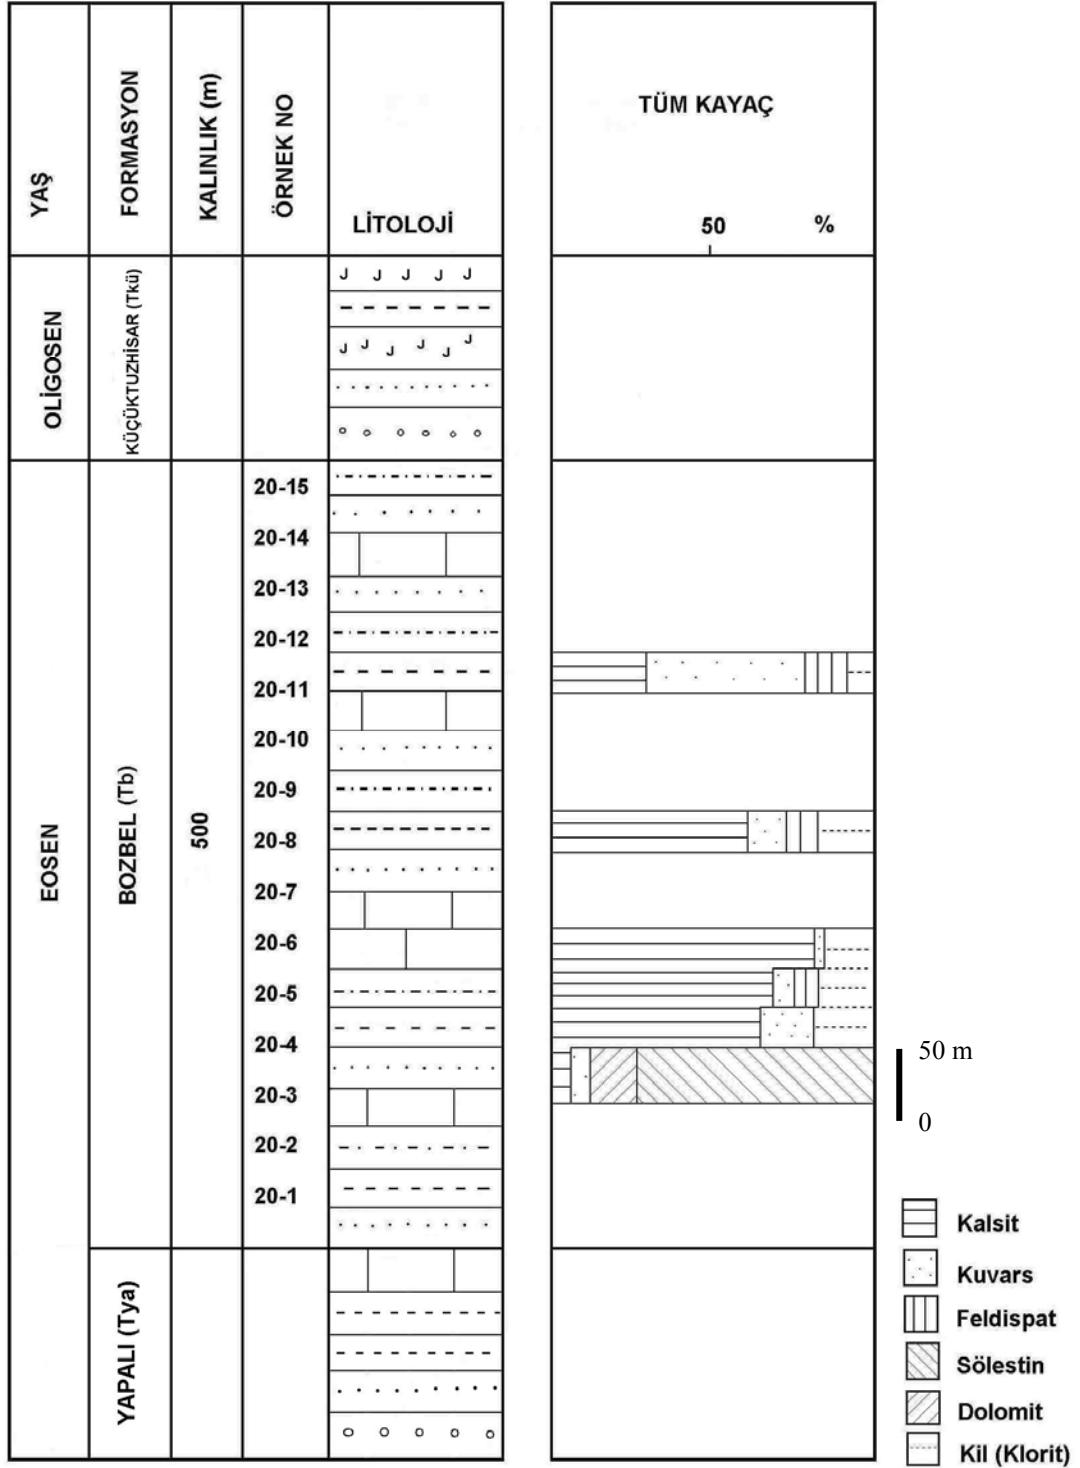 YAŞ
FORMASYON
KALINLIK (m)
ÖRNEK NO
LİTOLOJİ
TÜM KAYAÇ
50 %
OLİGOSEN
KÜÇÜKTUZHİSAR (Tkü)
EOSEN
BOZBEL (Tb)
500
20-15
20-14
20-13
20-12
20-11
20-10
20-9
20-8
20-7
20-6
20-5
20-4
20-3
20-2
20-1
YAPALI (Tya)
50 m
0
Kalsit
Kuvars
Feldispat
Sölestin
Dolomit
Kil (Klorit)